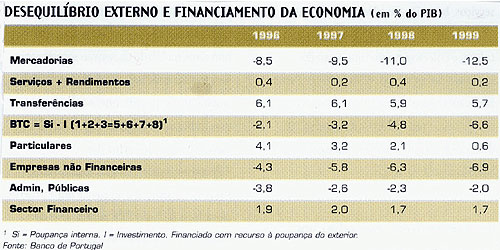 DESEQUILÍBRIO EXTERNO E FINANCIAMENTO DA ECONOMIA (em % do PIB)
1996 1997 1998 1999
Mercadorias -8,5 -9,5 -11,0 -12,5
Serviços + Rendimentos 0,4 0,2 0,4 0,2
Transferências 6,1 6,1 5,9 5,7
BTC = Si - I (1+2+3=5+6+7+8)¹ -2,1 -3,2 -4,8 -6,6
Particulares 4,1 3,2 2,1 0,6
Empresas não Financeiras -4,3 -5,8 -6,3 -6,9
Admin, Públicas -3,8 -2,6 -2,3 -2,0
Sector Financeiro 1,9 2,0 1,7 1,7
¹ Si = Poupança interna. I = Investimento. Financiado com recurso à poupança do exterior.
Fonte: Banco de Portugal